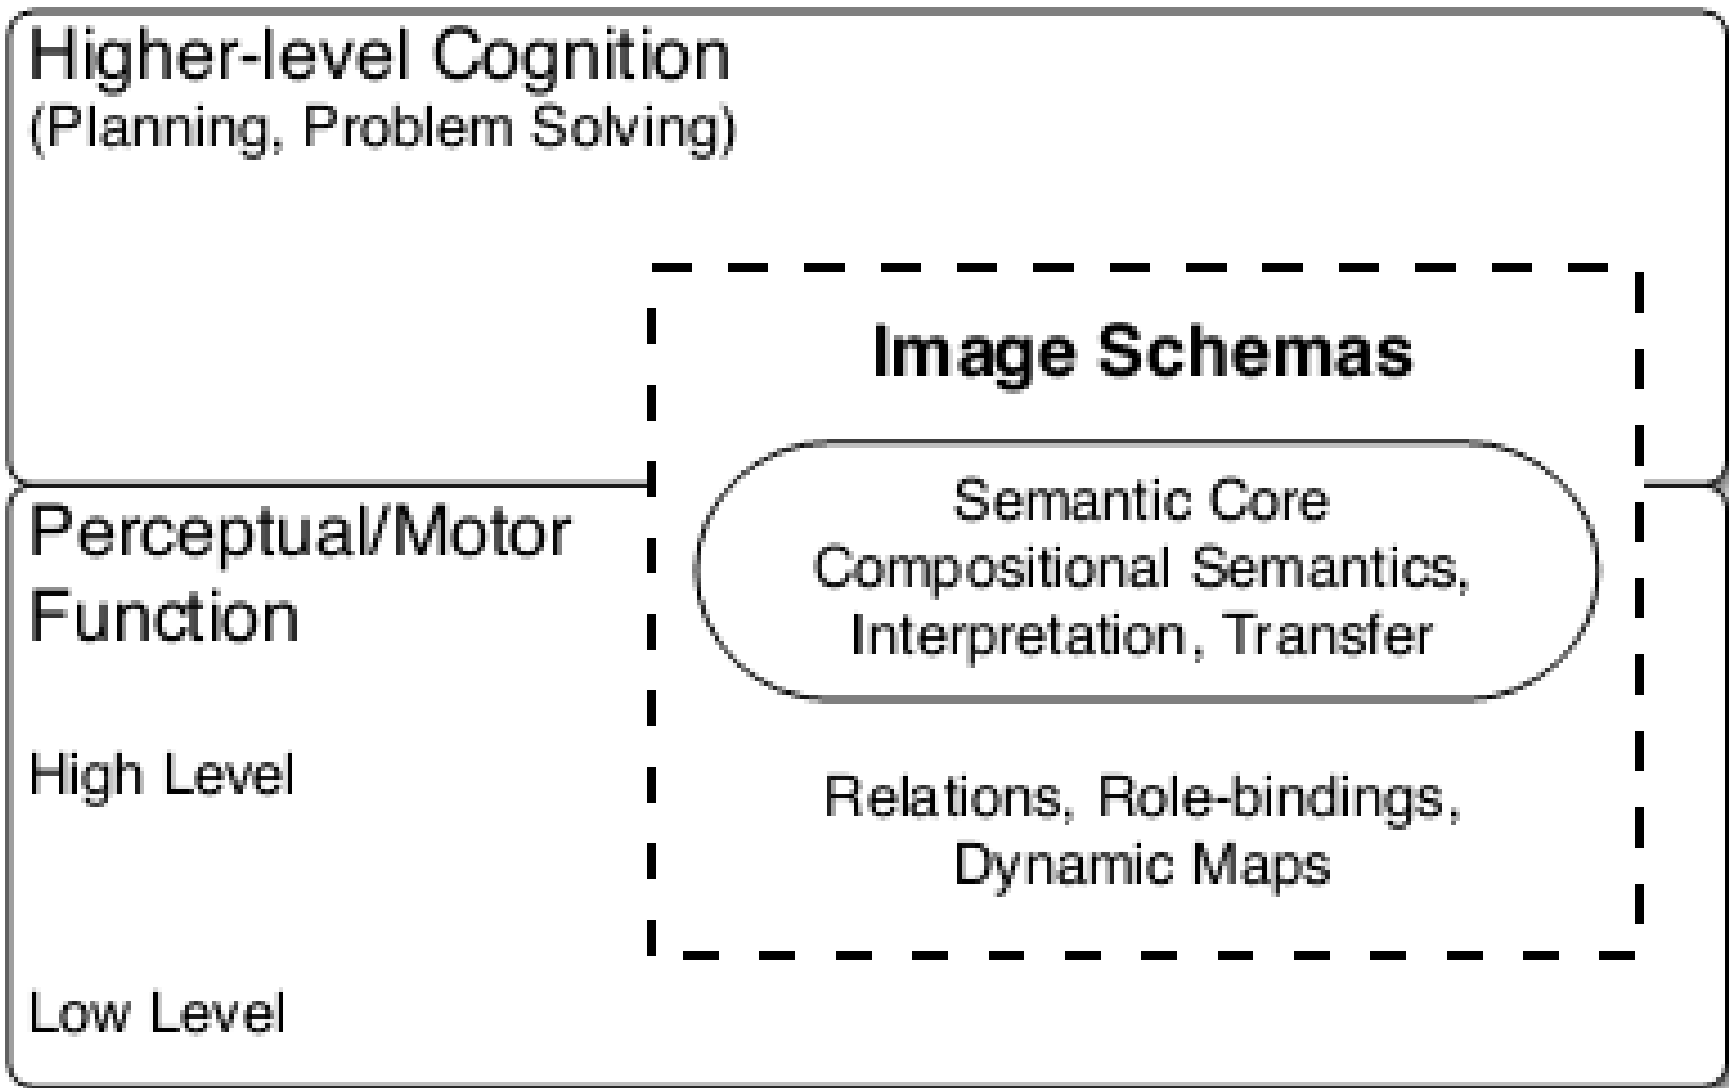 Higher-level Cognition
(Planning, Problem Solving)
Image Schemas
Semantic Core
Compositional Semantics,
Interpretation, Transfer
Perceptual/Motor
Function
High Level
Relations, Role-bindings,
Dynamic Maps
Low Level